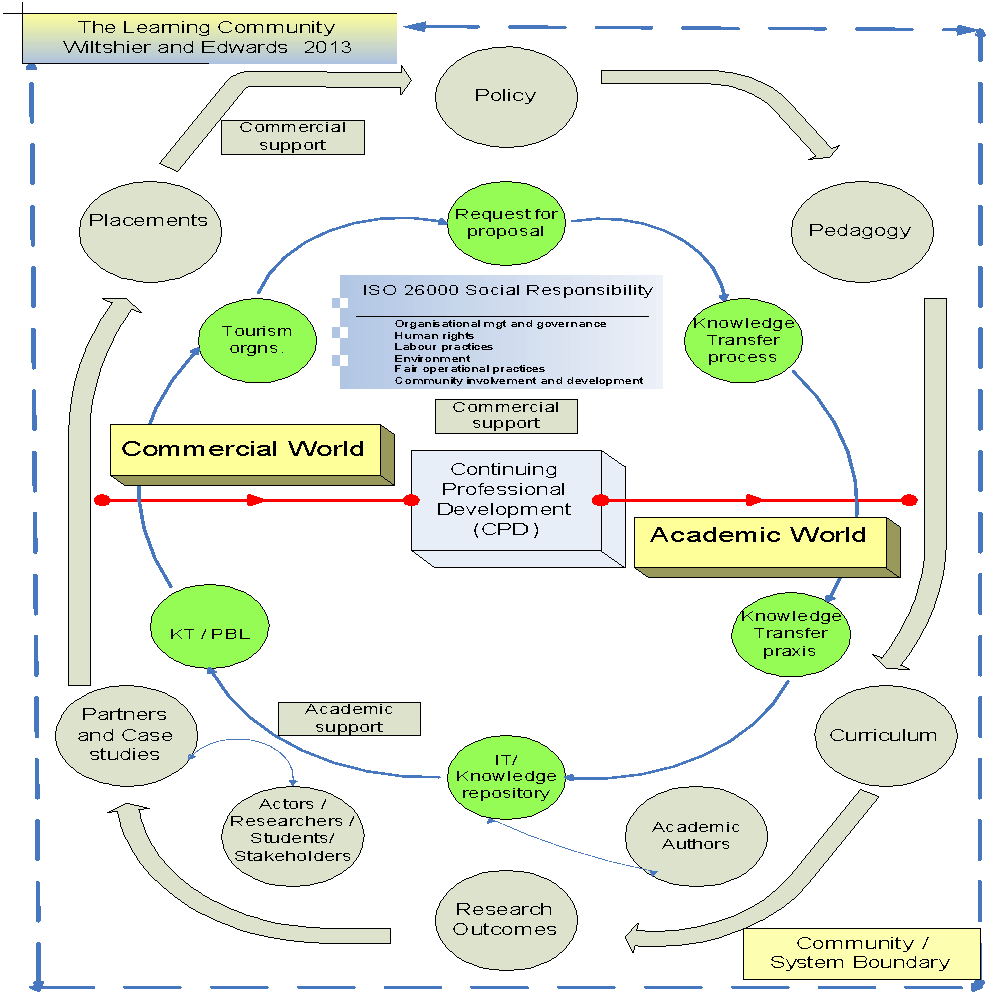 The Learning Community
Wiltshier and Edwards 2013
Policy
Commercial
support
Placements
Pedagogy
Request for
proposal
ISO 26000 Social Responsibility
Organisational mgt and governance
Human rights
Labour practices
Environment
Fair operational practices
Community involvement and development
Tourism
orgns.
Knowledge
Transfer
process
Commercial
support
Commercial World
Continuing
Professional
Development
(CPD)
Academic World
KT / PBL
Knowledge
Transfer
praxis
Partners
and Case
studies
Academic
support
Curriculum
IT/
Knowledge
repository
Actors /
Researchers /
Students/
Stakeholders
Academic
Authors
Research
Outcomes
Community /
System Boundary